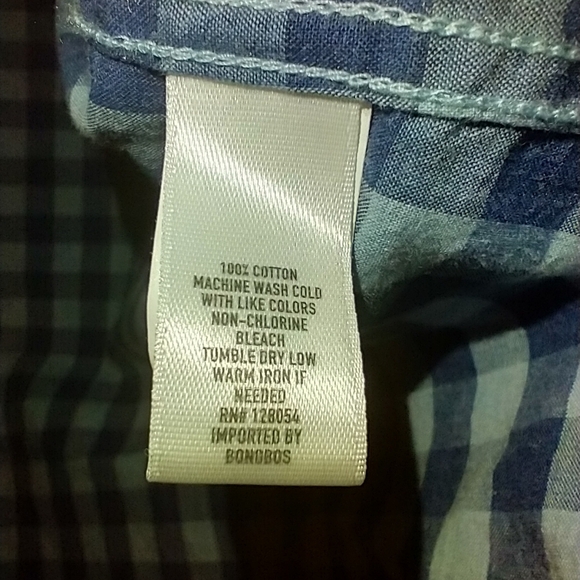 100% COTTON
MACHINE WASH COLD
WITH LIKE COLORS
NON-CHLORINE
BLEACH
TUMBLE DRY LOW
WARM IRON IF
NEEDED
RN# 128054
IMPORTED BY
BONOBOS